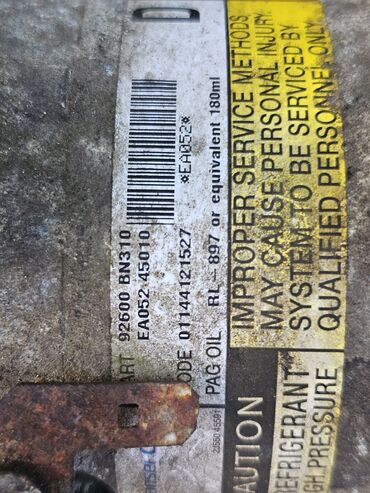 ART 92600 BN310
EA052 45010
*EA052*
ODE 01144121527
PAG OIL RL-897 or equivalent 180ml
IMPROPER SERVICE METHODS
MAY CAUSE PERSONAL INJURY.
SYSTEM TO BE SERVICED BY
QUALIFIED PERSONNEL ONLY.
AUTION
EFRIGERANT
GH PRESSURE